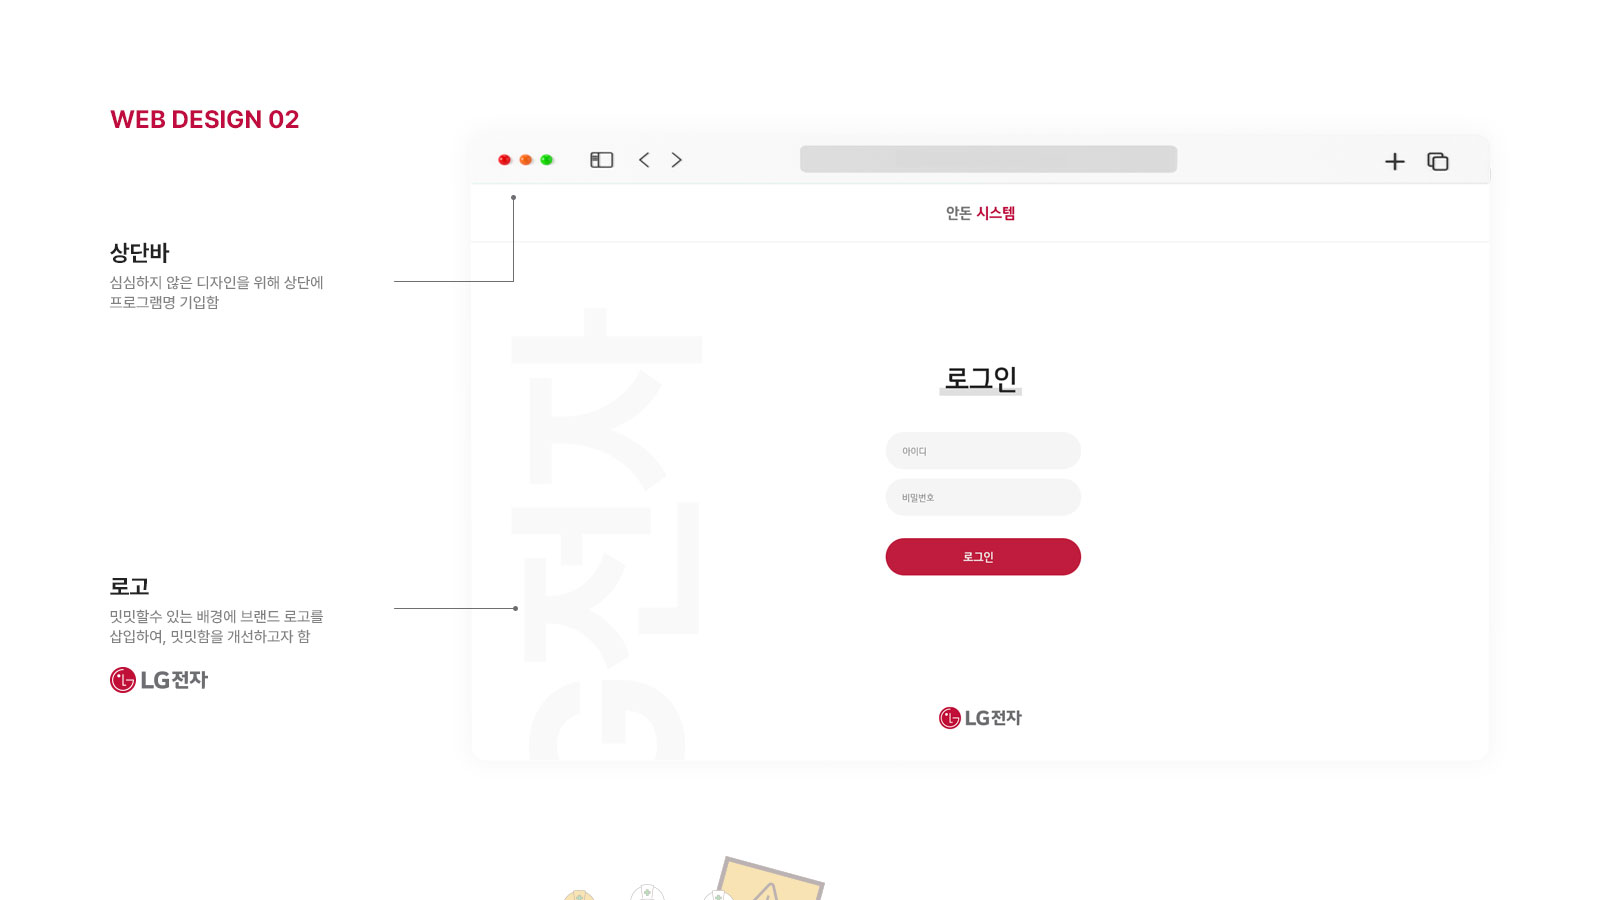 WEB DESIGN 02
상단바
심심하지 않은 디자인을 위해 상단에
프로그램명 기입함
로고
밋밋할수 있는 배경에 브랜드 로고를
삽입하여, 밋밋함을 개선하고자 함
LG전자
안돈 시스템
G전자
로그인
아이디
비밀번호
로그인
LG전자